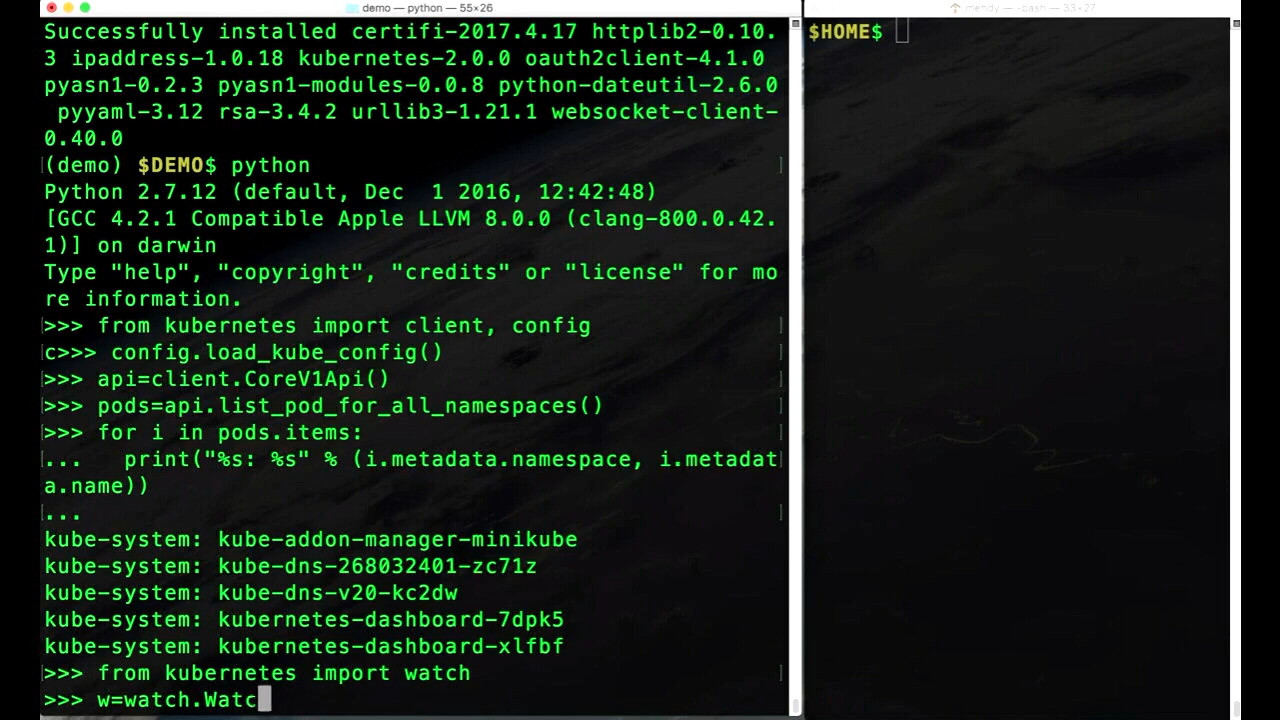 demo — python — 55×26
Successfully installed certifi-2017.4.17 httplib2-0.10.
3 ipaddress-1.0.18 kubernetes-2.0.0 oauth2client-4.1.0
pyasn1-0.2.3 pyasn1-modules-0.0.8 python-dateutil-2.6.0
 pyyaml-3.12 rsa-3.4.2 urllib3-1.21.1 websocket-client-
0.40.0
(demo) $DEMO$ python
Python 2.7.12 (default, Dec  1 2016, 12:42:48)
[GCC 4.2.1 Compatible Apple LLVM 8.0.0 (clang-800.0.42.
1)] on darwin
Type "help", "copyright", "credits" or "license" for mo
re information.
>>> from kubernetes import client, config
c>>> config.load_kube_config()
>>> api=client.CoreV1Api()
>>> pods=api.list_pod_for_all_namespaces()
>>> for i in pods.items:
...   print("%s: %s" % (i.metadata.namespace, i.metadat
a.name))
...
kube-system: kube-addon-manager-minikube
kube-system: kube-dns-268032401-zc71z
kube-system: kube-dns-v20-kc2dw
kube-system: kubernetes-dashboard-7dpk5
kube-system: kubernetes-dashboard-xlfbf
>>> from kubernetes import watch
>>> w=watch.Watc
mehdy — -bash — 33×27
$HOME$